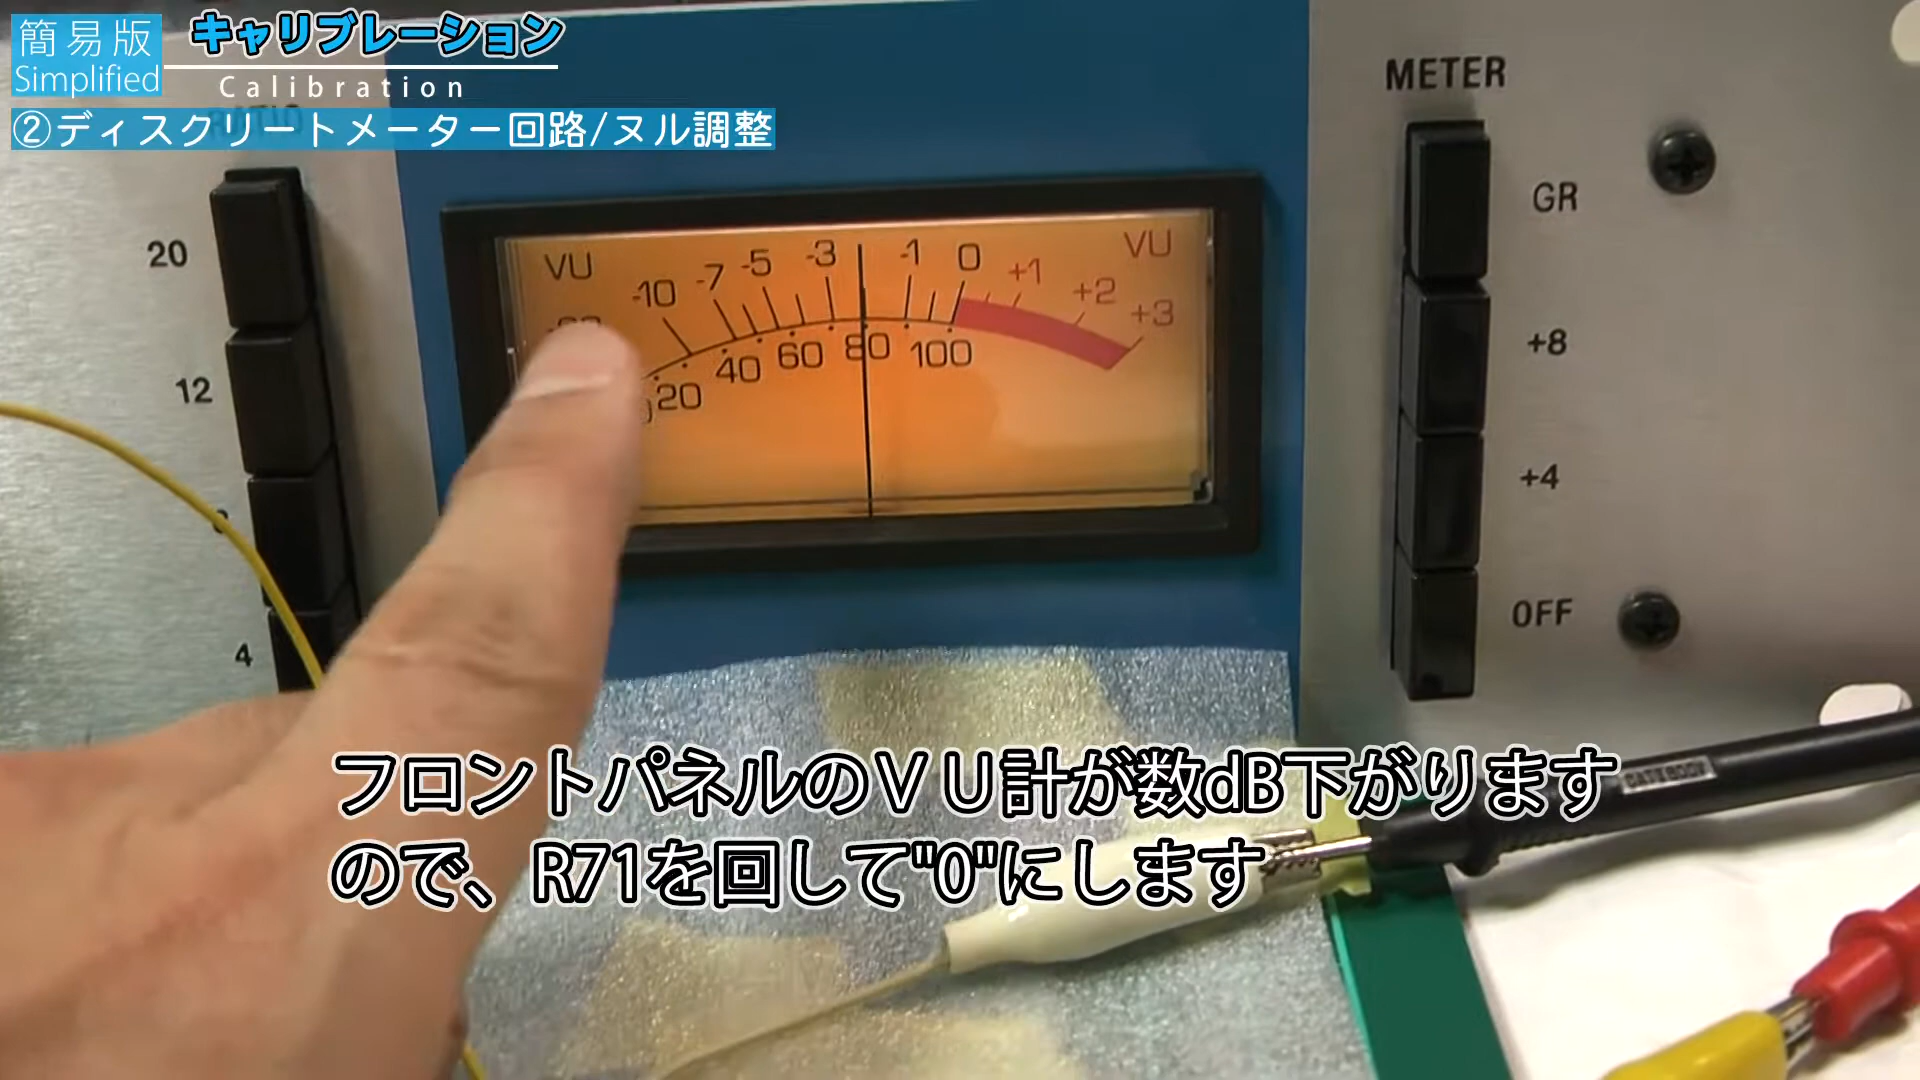 簡易版
Simplified
キャリブレーション
Calibration
RATIO
②ディスクリートメーター回路/ヌル調整
METER
20
12
4
GR
+8
+4
OFF
VU
-10
-7
-5
-3
-1
0
+1
+2
+3
VU
20
40
60
80
100
フロントパネルのＶＵ計が数dB下がります
ので、R71を回して"0"にします